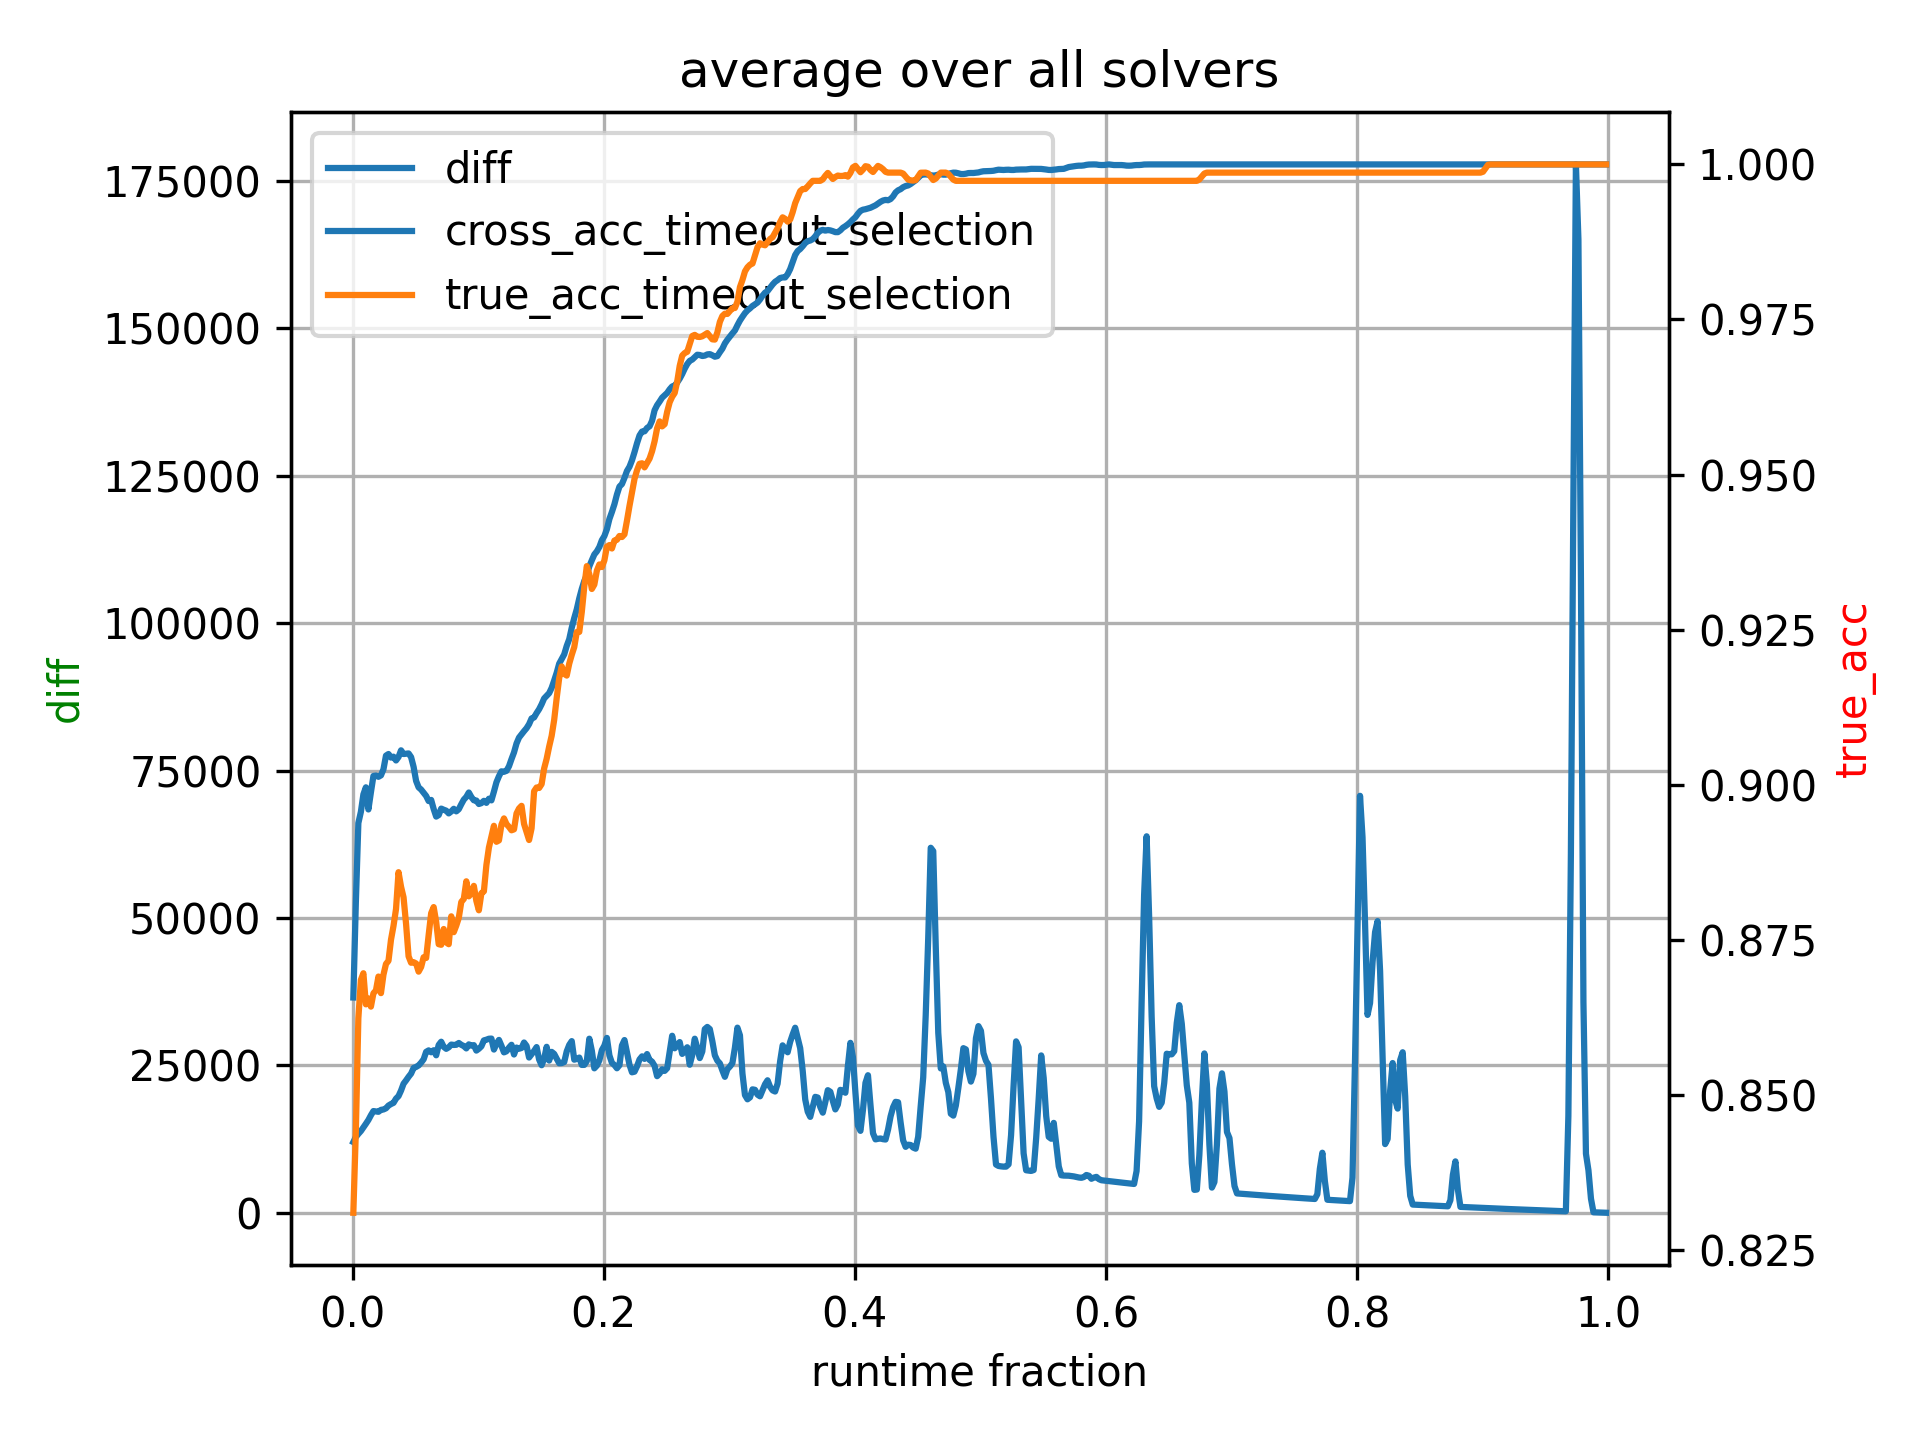 average over all solvers
diff
cross_acc_timeout_selection
true_acc_timeout_selection
175000
150000
125000
100000
75000
50000
25000
0
diff
1.000
0.975
0.950
0.925
0.900
0.875
0.850
0.825
true_acc
0.0 0.2 0.4 0.6 0.8 1.0
runtime fraction